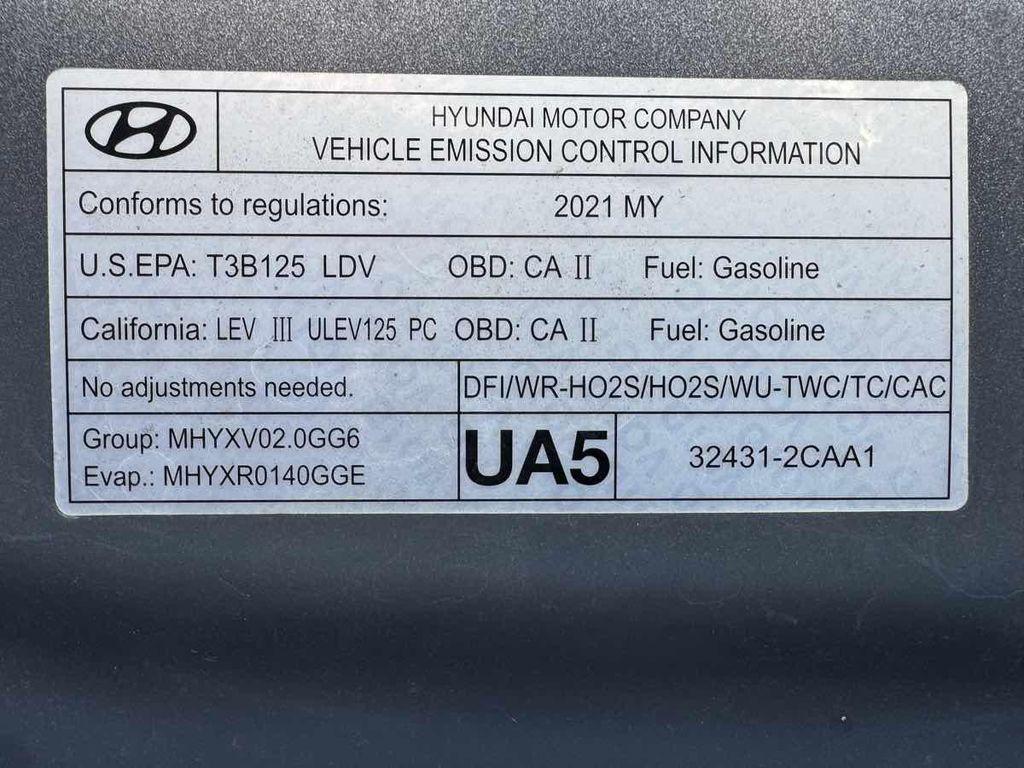 HYUNDAI MOTOR COMPANY
VEHICLE EMISSION CONTROL INFORMATION
Conforms to regulations: 2021 MY
U.S.EPA: T3B125 LDV OBD: CA II Fuel: Gasoline
California: LEV III ULEV125 PC OBD: CA II Fuel: Gasoline
No adjustments needed. DFI/WR-HO2S/HO2S/WU-TWC/TC/CAC
Group: MHYXV02.0GG6
Evap.: MHYXR0140GGE
UA5
32431-2CAA1